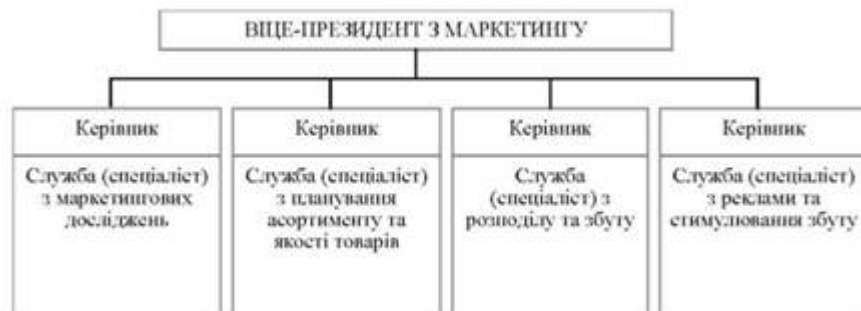 ВІЦЕ-ПРЕЗИДЕНТ З МАРКЕТИНГУ
Керівник
Служба (спеціаліст)
з маркетингових
досліджень
Керівник
Служба (спеціаліст)
з планування
асортименту та
якості товарів
Керівник
Служба
(спеціаліст) з
розподілу та збуту
Керівник
Служба (спеціаліст)
з реклами та
стимулювання збуту